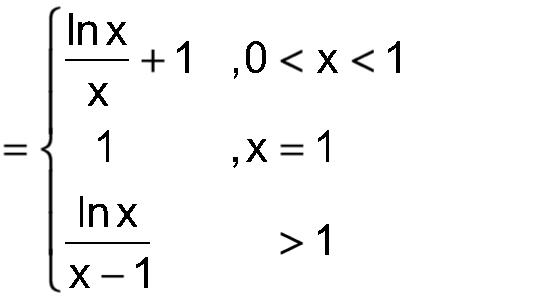 = { ln x / x + 1 , 0 < x < 1
1 , x = 1
ln x / x − 1 > 1